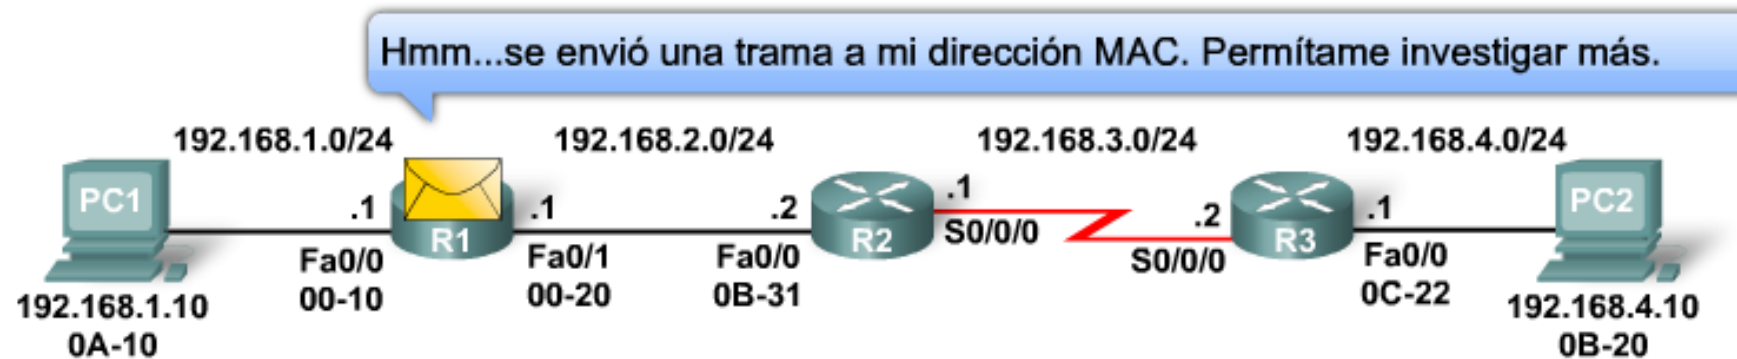 Hmm...se envió una trama a mi dirección MAC. Permítame investigar más.
192.168.1.0/24 192.168.2.0/24 192.168.3.0/24 192.168.4.0/24
PC1 .1 R1 .1 .2 R2 .1 .2 R3 .1 PC2
Fa0/0 Fa0/1 Fa0/0 S0/0/0 S0/0/0 Fa0/0
00-10 00-20 0B-31 0C-22
192.168.1.10 192.168.4.10
0A-10 0B-20